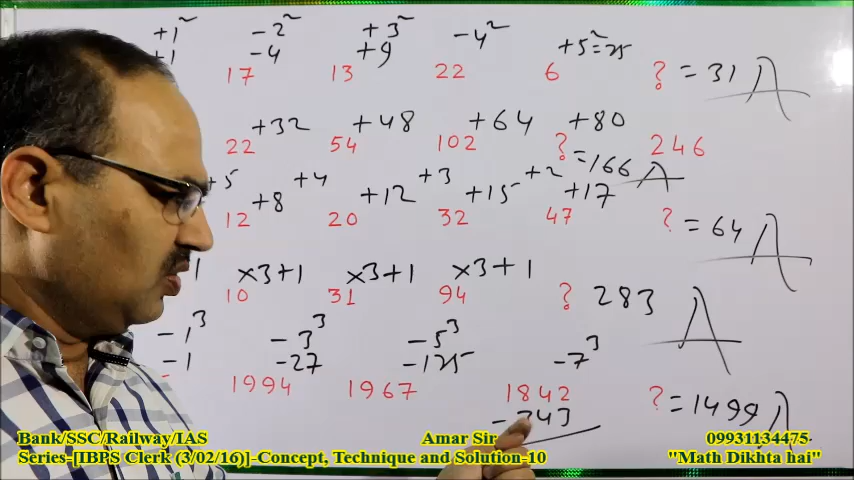 +1² -2² +3² -4²
+1 -4 +9 +5²=25
17 13 22 6 ? = 31 A
+32 +48 +64 +80
22 54 102 ? 246
=166 A
+5 +4 +3 +2
+8 +12 +15 +17
12 20 32 47 ? = 64 A
1 ×3+1 ×3+1 ×3+1
10 31 94 ? 283 A
-1³ -3³ -5³ -7³
-1 -27 -125
1994 1967 1842 ? = 1499 A
-343
Bank/SSC/Railway/IAS Amar Sir 09931134475
Series-[IBPS Clerk (3/02/16)]-Concept, Technique and Solution-10 "Math Dikhta hai"